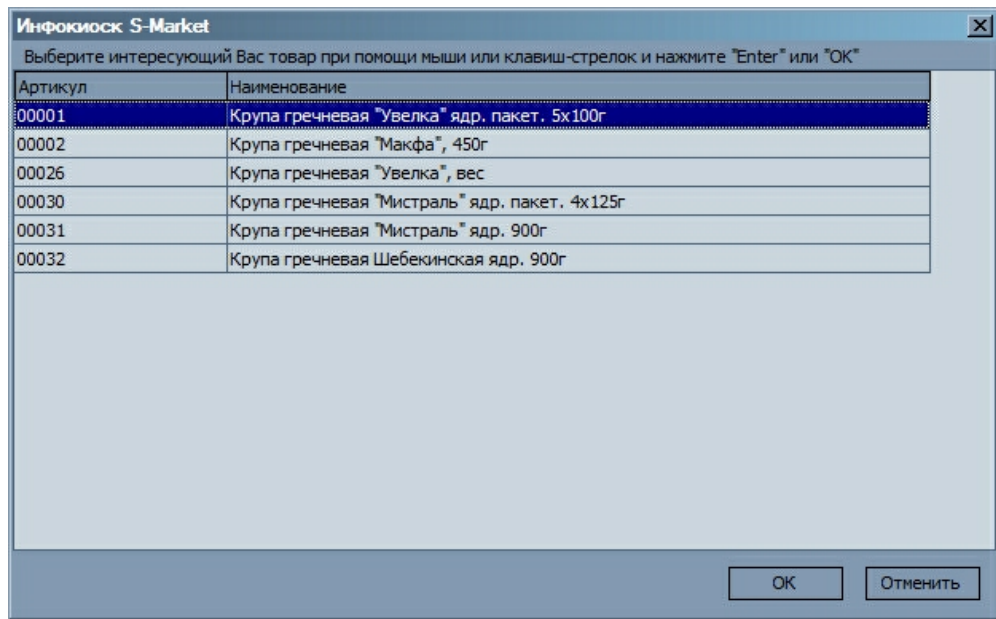 Инфокиоск S-Market
Выберите интересующий Вас товар при помощи мыши или клавиш-стрелок и нажмите "Enter" или "OK"
Артикул Наименование
00001 Крупа гречневая "Увелка" ядр. пакет. 5х100г
00002 Крупа гречневая "Макфа", 450г
00026 Крупа гречневая "Увелка", вес
00030 Крупа гречневая "Мистраль" ядр. пакет. 4х125г
00031 Крупа гречневая "Мистраль" ядр. 900г
00032 Крупа гречневая Шебекинская ядр. 900г
OK Отменить